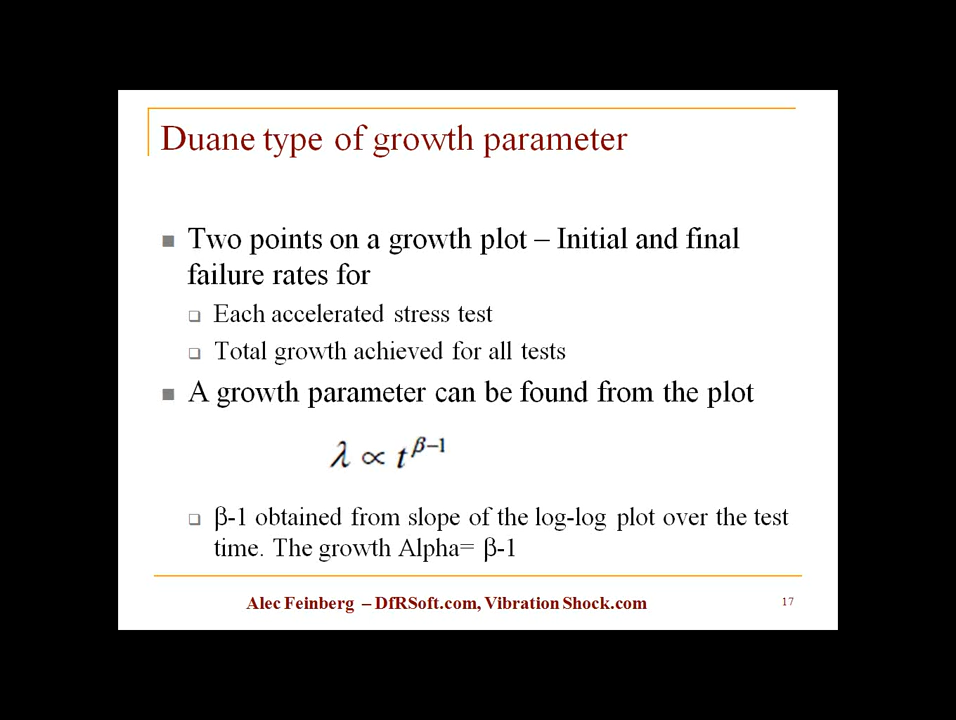 Duane type of growth parameter
■ Two points on a growth plot – Initial and final
failure rates for
❑ Each accelerated stress test
❑ Total growth achieved for all tests
■ A growth parameter can be found from the plot
λ ∝ t^{β−1}
❑ β-1 obtained from slope of the log-log plot over the test
time. The growth Alpha= β-1
Alec Feinberg – DfRSoft.com, Vibration Shock.com
17